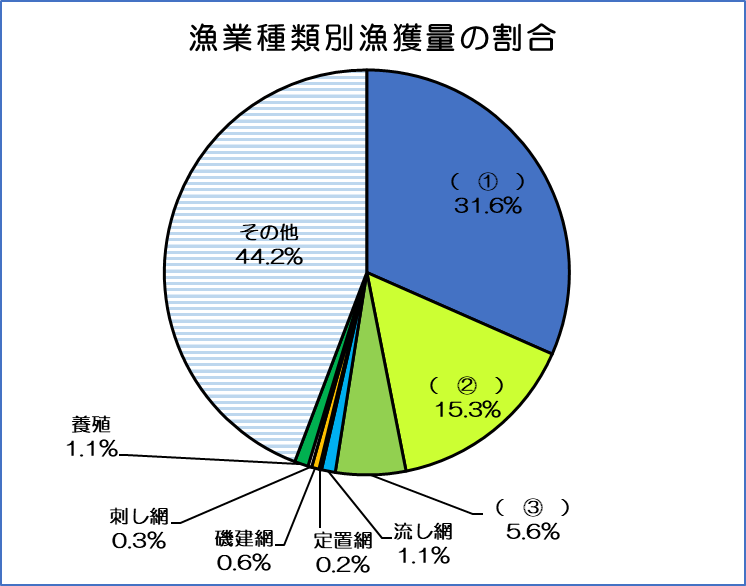 漁業種類別漁獲量の割合
( ① )
31.6%
その他
44.2%
( ② )
15.3%
養殖
1.1%
( ③ )
5.6%
刺し網
0.3%
磯建網
0.6%
定置網
0.2%
流し網
1.1%